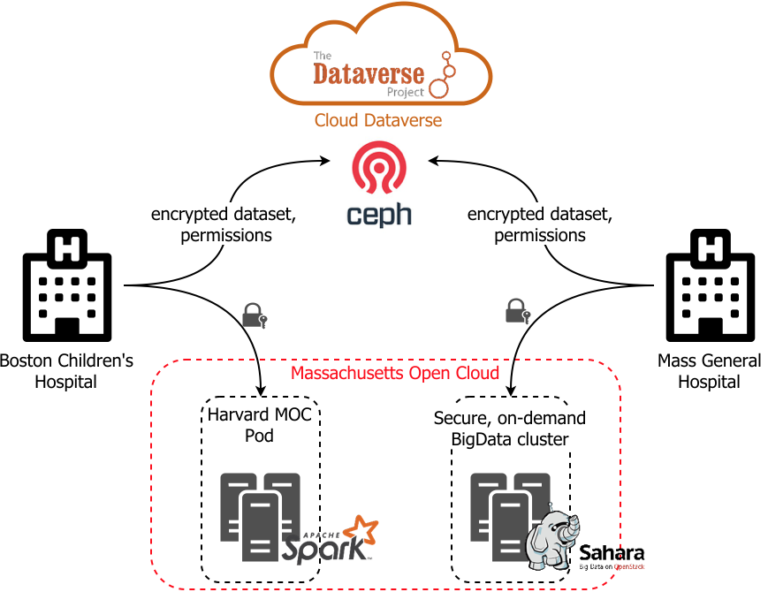 The
Dataverse
Project
Cloud Dataverse
ceph
encrypted dataset,
permissions
encrypted dataset,
permissions
H
H
Boston Children's
Hospital
Mass General
Hospital
Massachusetts Open Cloud
Harvard MOC
Pod
Secure, on-demand
BigData cluster
APACHE
Spark
Sahara
Big Data on OpenStack